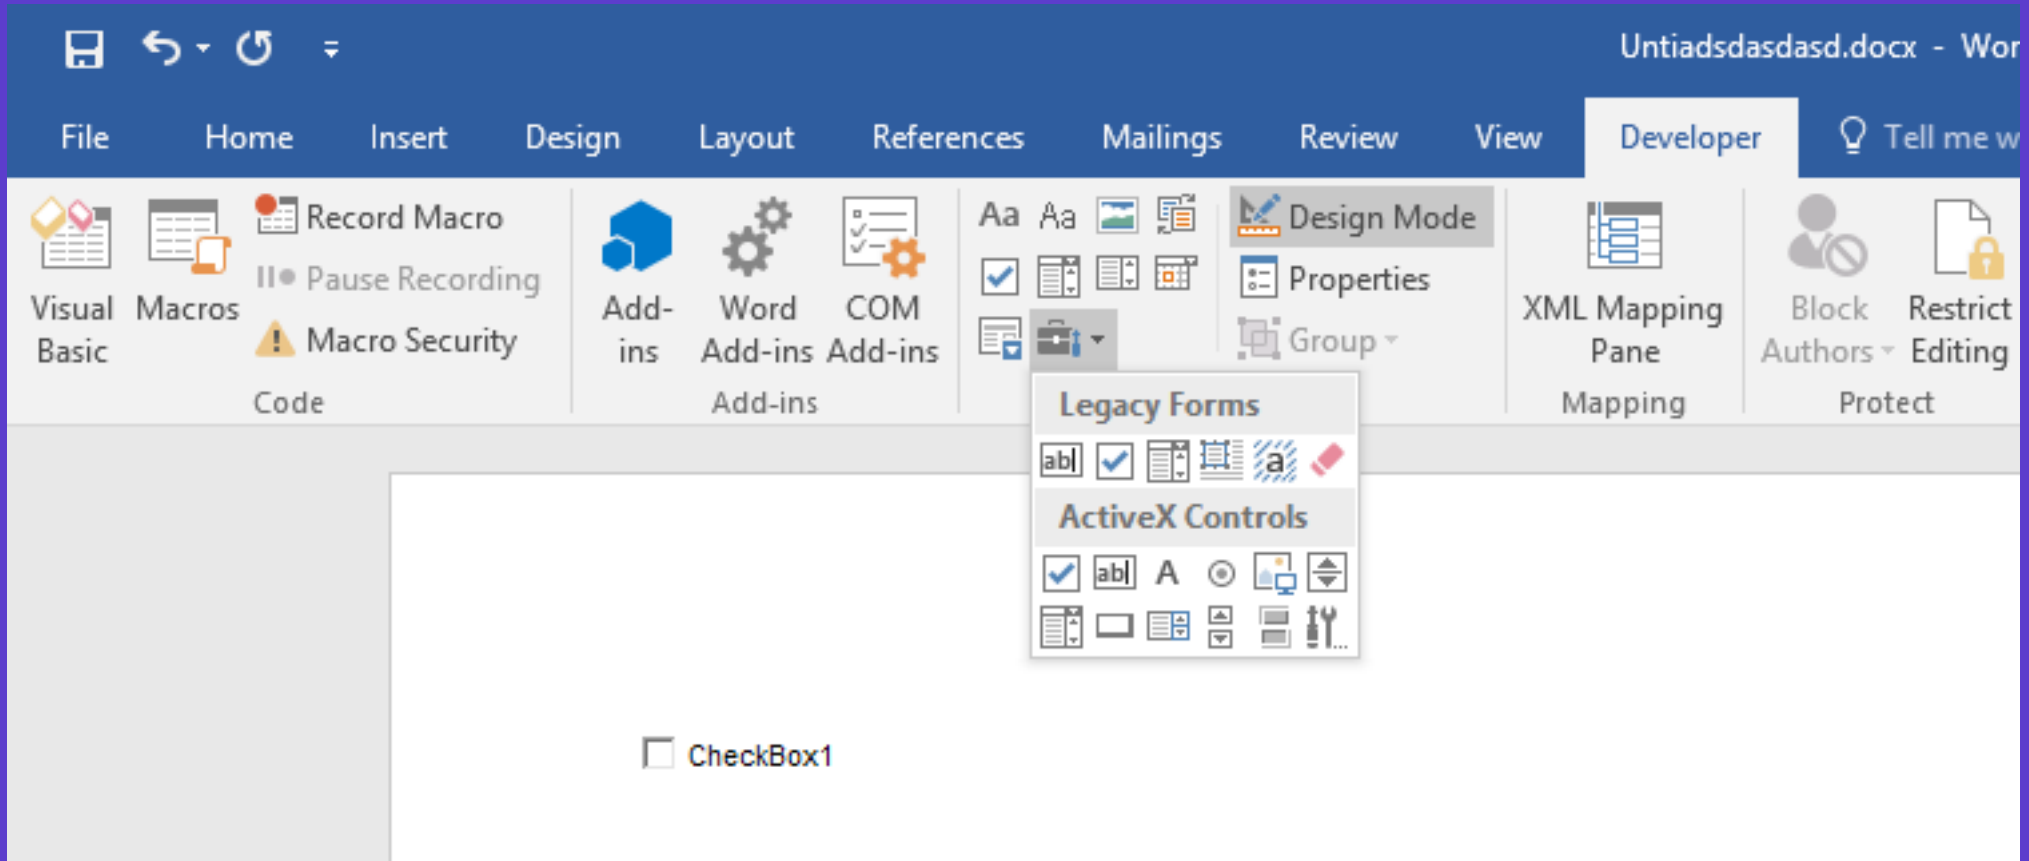 Untiadsdasdasd.docx - Wor
File Home Insert Design Layout References Mailings Review View Developer Tell me w
Visual Basic
Macros
Record Macro
Pause Recording
Macro Security
Code
Add-ins
Word Add-ins
COM Add-ins
Add-ins
Aa Aa
Design Mode
Properties
Group
XML Mapping Pane
Mapping
Block Authors
Restrict Editing
Protect
Legacy Forms
ab a
ActiveX Controls
ab A
CheckBox1